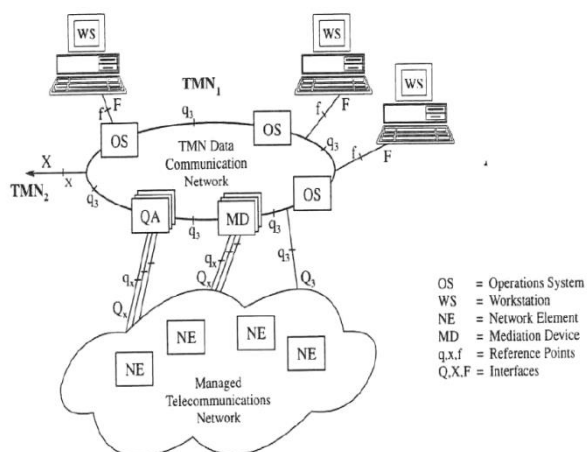 WS
WS
WS
TMN1
F
f
q3
F
f
OS
OS
q3
f
F
TMN Data
Communication
Network
X
x
TMN2
q3
OS
QA
q3
MD
q3
qx
qx
q3
Qx
Qx
Q3
NE
NE
NE
NE
Managed
Telecommunications
Network
OS = Operations System
WS = Workstation
NE = Network Element
MD = Mediation Device
q,x,f = Reference Points
Q,X,F = Interfaces